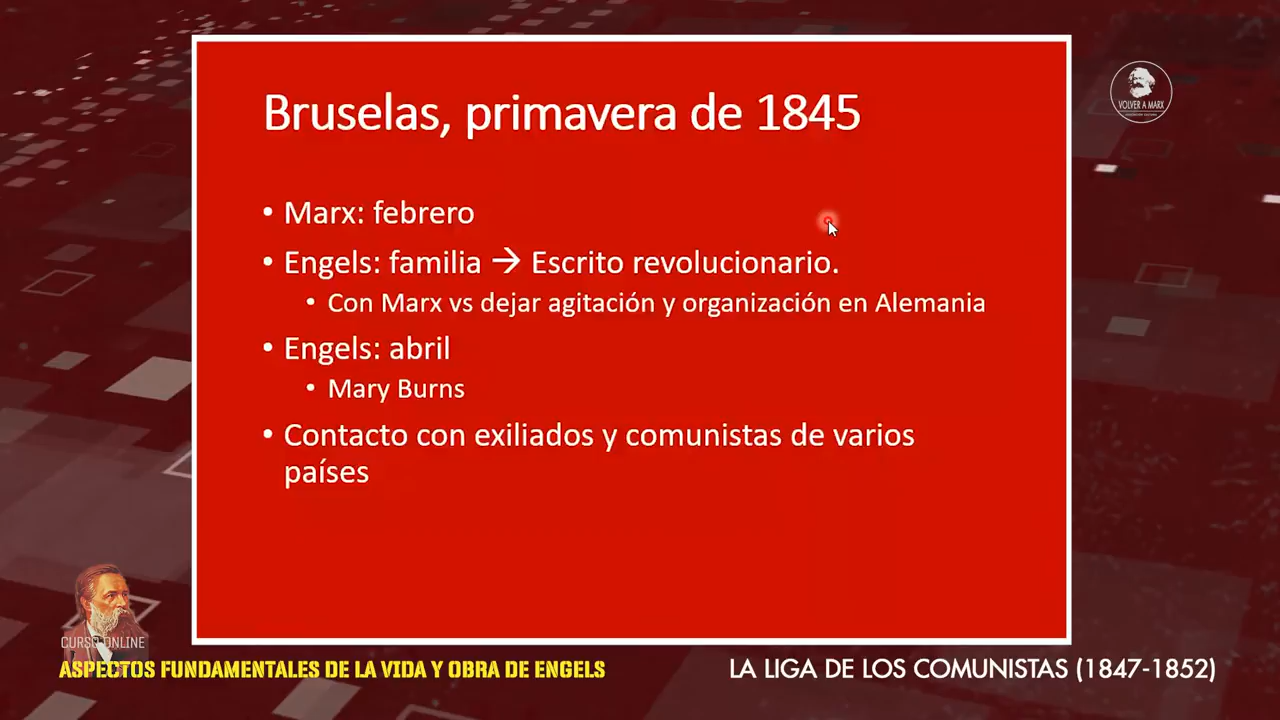 Bruselas, primavera de 1845
VOLVER A MARX
• Marx: febrero
• Engels: familia → Escrito revolucionario.
• Con Marx vs dejar agitación y organización en Alemania
• Engels: abril
• Mary Burns
• Contacto con exiliados y comunistas de varios
países
CURSO ONLINE
ASPECTOS FUNDAMENTALES DE LA VIDA Y OBRA DE ENGELS
LA LIGA DE LOS COMUNISTAS (1847-1852)